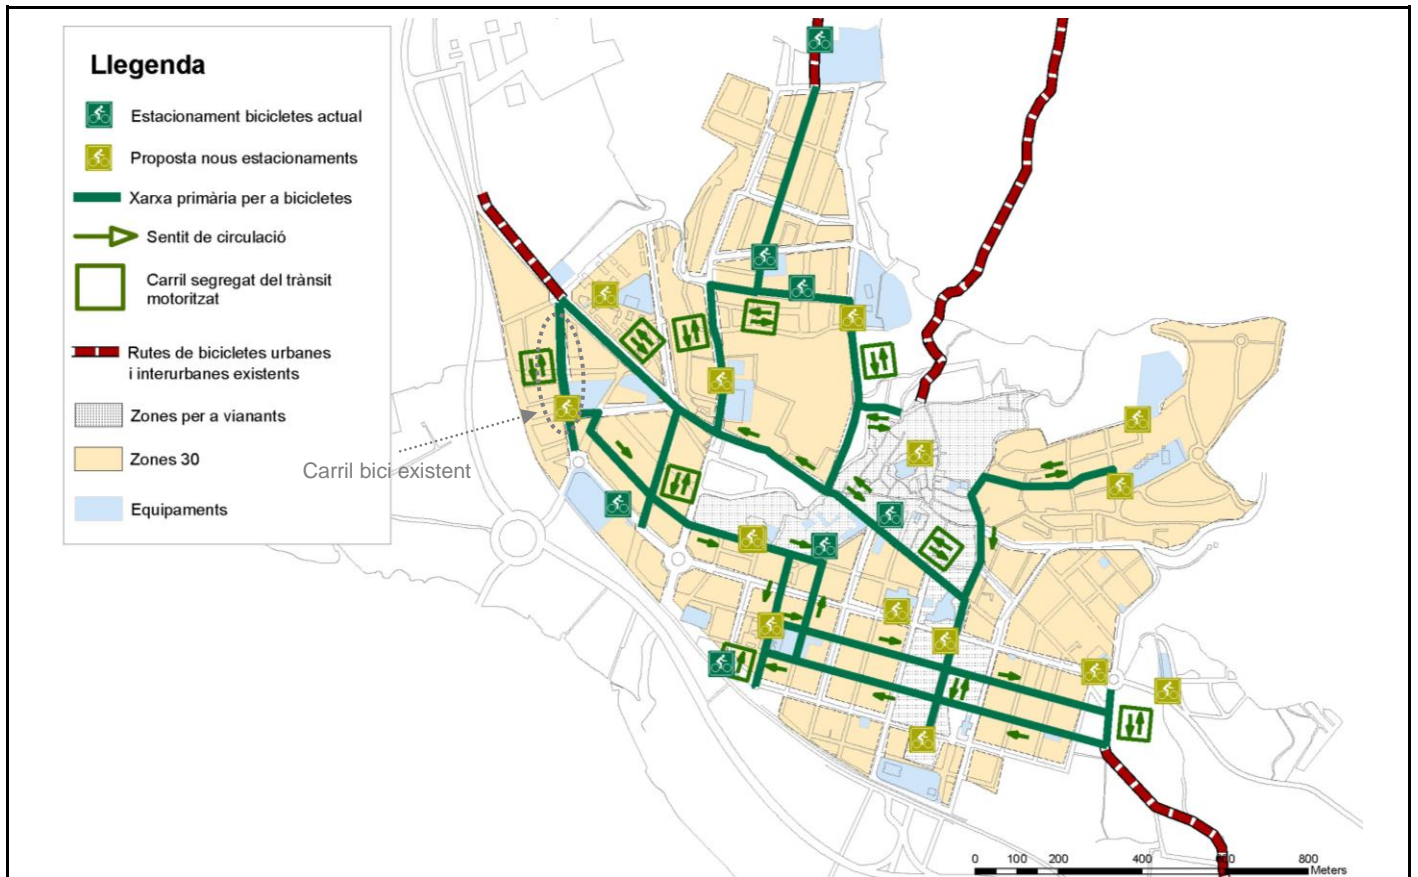 Llegenda
Estacionament bicicletes actual
Proposta nous estacionaments
Xarxa primària per a bicicletes
Sentit de circulació
Carril segregat del trànsit
motoritzat
Rutes de bicicletes urbanes
i interurbanes existents
Zones per a vianants
Zones 30
Equipaments
Carril bici existent
0 100 200 400 800
Meters